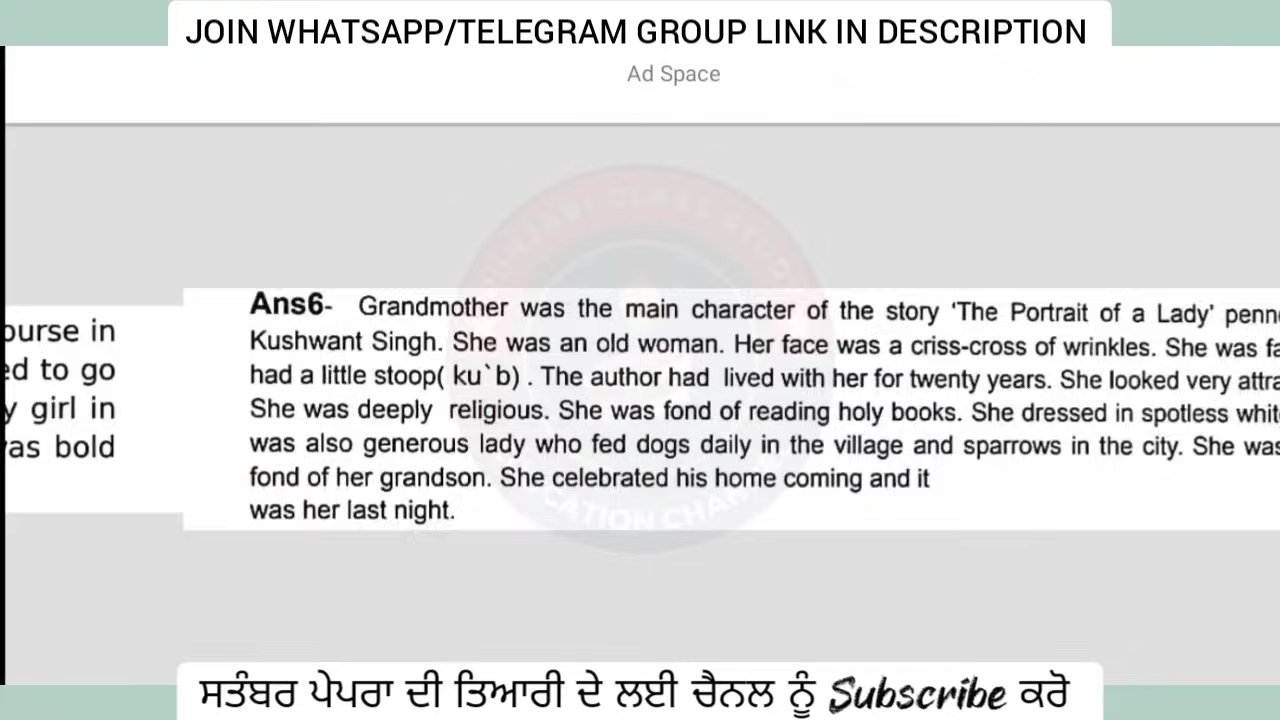 JOIN WHATSAPP/TELEGRAM GROUP LINK IN DESCRIPTION
Ad Space
ed to go
y girl in
as bold
Ans6- Grandmother was the main character of the story 'The Portrait of a Lady'
Kushwant Singh. She was an old woman. Her face was a criss-cross of wrinkles. She was
had a little stoop( ku`b) . The author had lived with her for twenty years. She looked very
She was deeply religious. She was fond of reading holy books. She dressed in spotless
was also generous lady who fed dogs daily in the village and sparrows in the city. She was
fond of her grandson. She celebrated his home coming and it
was her last night.
ਸਤੰਬਰ ਪੇਪਰਾ ਦੀ ਤਿਆਰੀ ਦੇ ਲਈ ਚੈਨਲ ਨੂੰ Subscribe ਕਰੋ